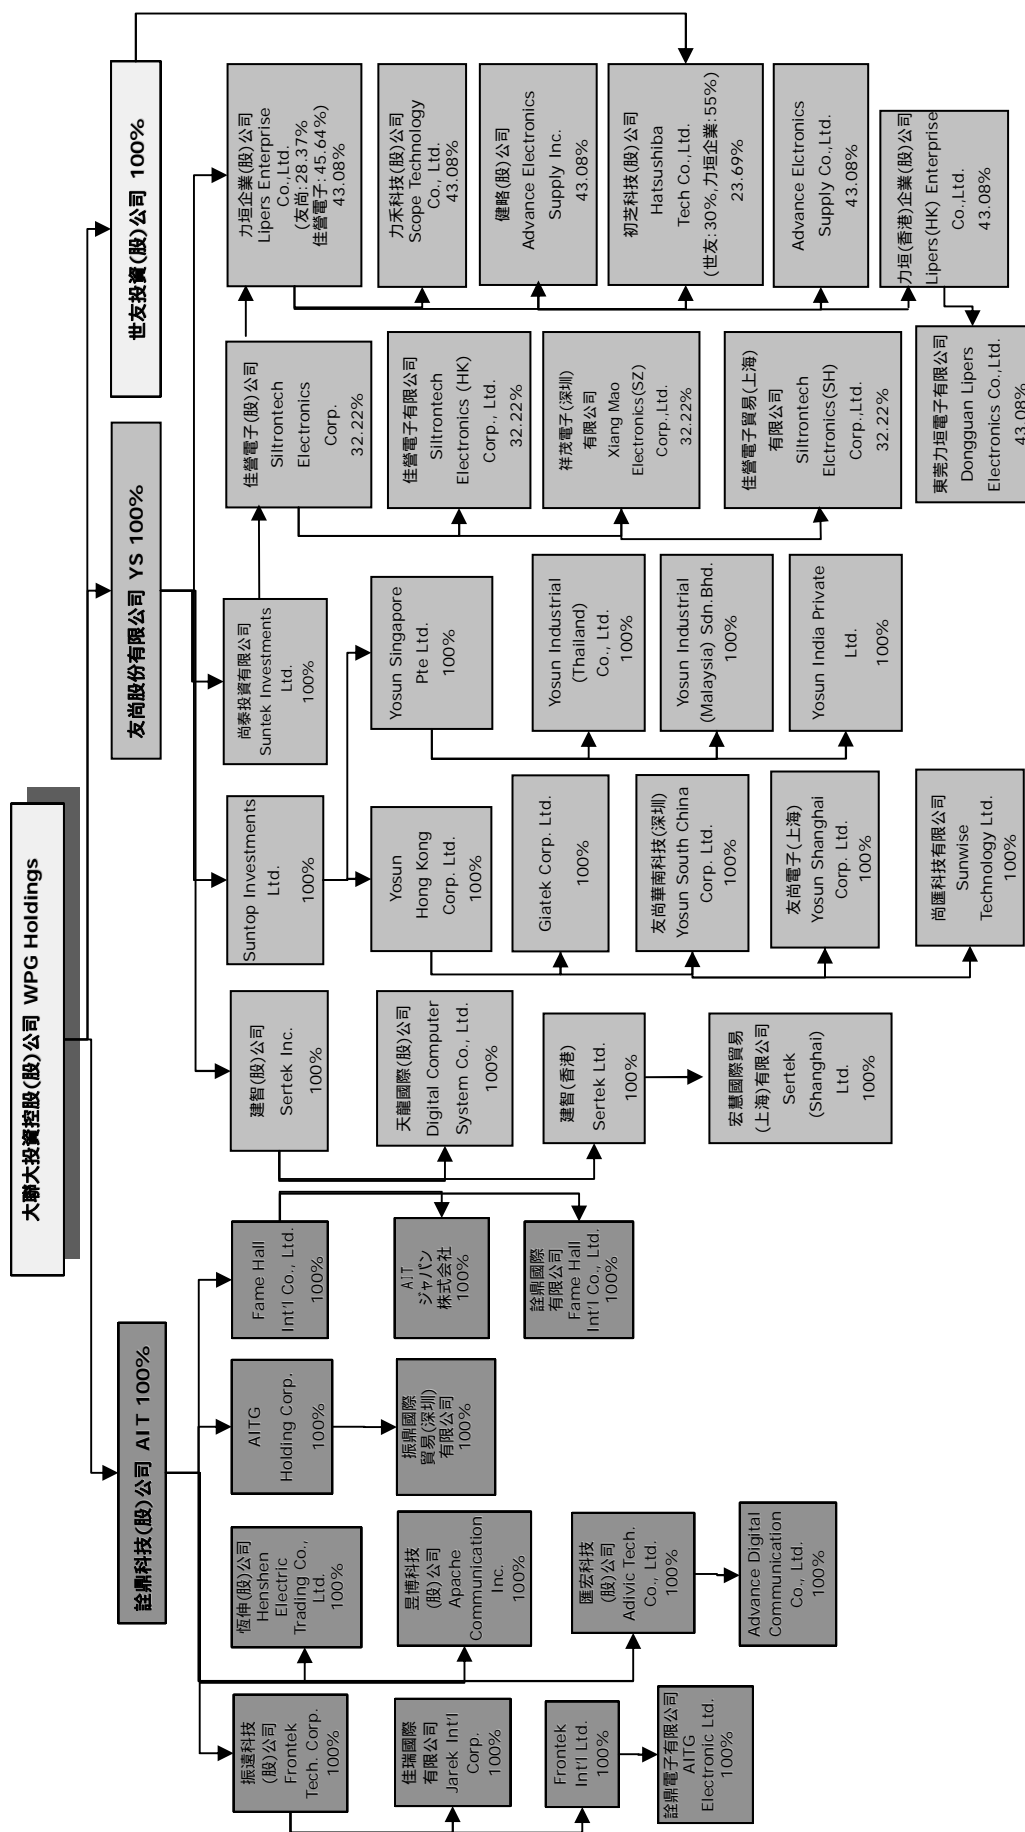 大聯大投資控股(股)公司 WPG Holdings
詮鼎科技(股)公司 AIT 100%
友尚股份有限公司 YS 100%
世友投資(股)公司 100%
振遠科技
(股)公司
Frontek
Tech. Corp.
100%
佳瑞國際
有限公司
Jarek Int'l
Corp.
100%
Frontek
Int'l Ltd.
100%
詮鼎電子有限公司
AITG
Electronic Ltd.
100%
恆伸(股)公司
Henshen
Electric
Trading Co.,
Ltd.
100%
昱博科技
(股)公司
Apache
Communication
Inc.
100%
匯宏科技
(股)公司
Adivic Tech.
Co., Ltd.
100%
Advance Digital
Communication
Co., Ltd.
100%
AITG
Holding Corp.
100%
振鼎國際
貿易(深圳)
有限公司
100%
Fame Hall
Int'l Co., Ltd.
100%
AIT
ジャパン
株式会社
100%
詮鼎國際
有限公司
Fame Hall
Int'l Co., Ltd.
100%
建智(股)公司
Sertek Inc.
100%
天龍國際(股)公司
Digital Computer
System Co., Ltd.
100%
建智(香港)
Sertek Ltd.
100%
宏慧國際貿易
(上海)有限公司
Sertek
(Shanghai)
Ltd.
100%
Suntop Investments
Ltd.
100%
Yosun
Hong Kong
Corp. Ltd.
100%
Giatek Corp. Ltd.
100%
友尚華南科技(深圳)
Yosun South China
Corp. Ltd.
100%
友尚電子(上海)
Yosun Shanghai
Corp. Ltd.
100%
尚匯科技有限公司
Sunwise
Technology Ltd.
100%
Yosun Singapore
Pte Ltd.
100%
Yosun Industrial
(Thailand)
Co., Ltd.
100%
Yosun Industrial
(Malaysia) Sdn.Bhd.
100%
Yosun India Private
Ltd.
100%
尚泰投資有限公司
Suntek Investments
Ltd.
100%
佳營電子(股)公司
Siltrontech
Electronics
Corp.
32.22%
佳營電子有限公司
Siltrontech
Electronics (HK)
Corp., Ltd.
32.22%
祥茂電子(深圳)
有限公司
Xiang Mao
Electronics(SZ)
Corp.,Ltd.
32.22%
佳營電子貿易(上海)
有限公司
Siltrontech
Elctronics(SH)
Corp.,Ltd.
32.22%
力垣企業(股)公司
Lipers Enterprise
Co.,Ltd.
(友尚:28.37%
佳營電子:45.64%)
43.08%
力禾科技(股)公司
Scope Technology
Co., Ltd.
43.08%
健略(股)公司
Advance Electronics
Supply Inc.
43.08%
初芝科技(股)公司
Hatsushiba
Tech Co.,Ltd.
(世友:30%,力垣企業:55%)
23.69%
Advance Elctronics
Supply Co.,Ltd.
43.08%
力垣(香港)企業(股)公司
Lipers(HK) Enterprise
Co.,Ltd.
43.08%
東莞力垣電子有限公司
Dongguan Lipers
Electronics Co.,Ltd.
43.08%